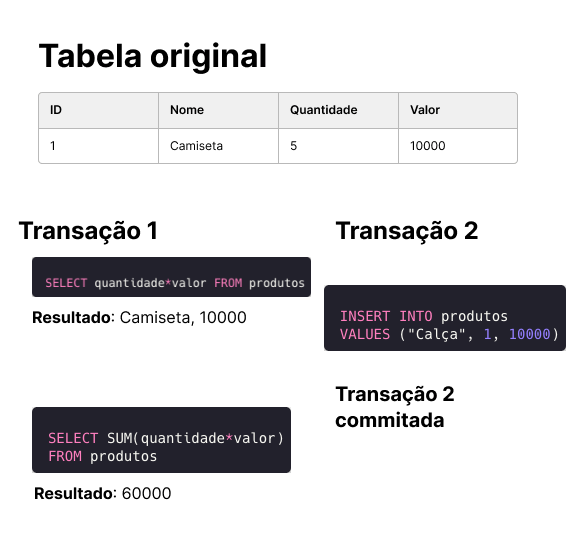 Tabela original
ID Nome Quantidade Valor
1 Camiseta 5 10000
Transação 1
SELECT quantidade*valor FROM produtos
Resultado: Camiseta, 10000
SELECT SUM(quantidade*valor)
FROM produtos
Resultado: 60000
Transação 2
INSERT INTO produtos
VALUES ("Calça", 1, 10000)
Transação 2
commitada